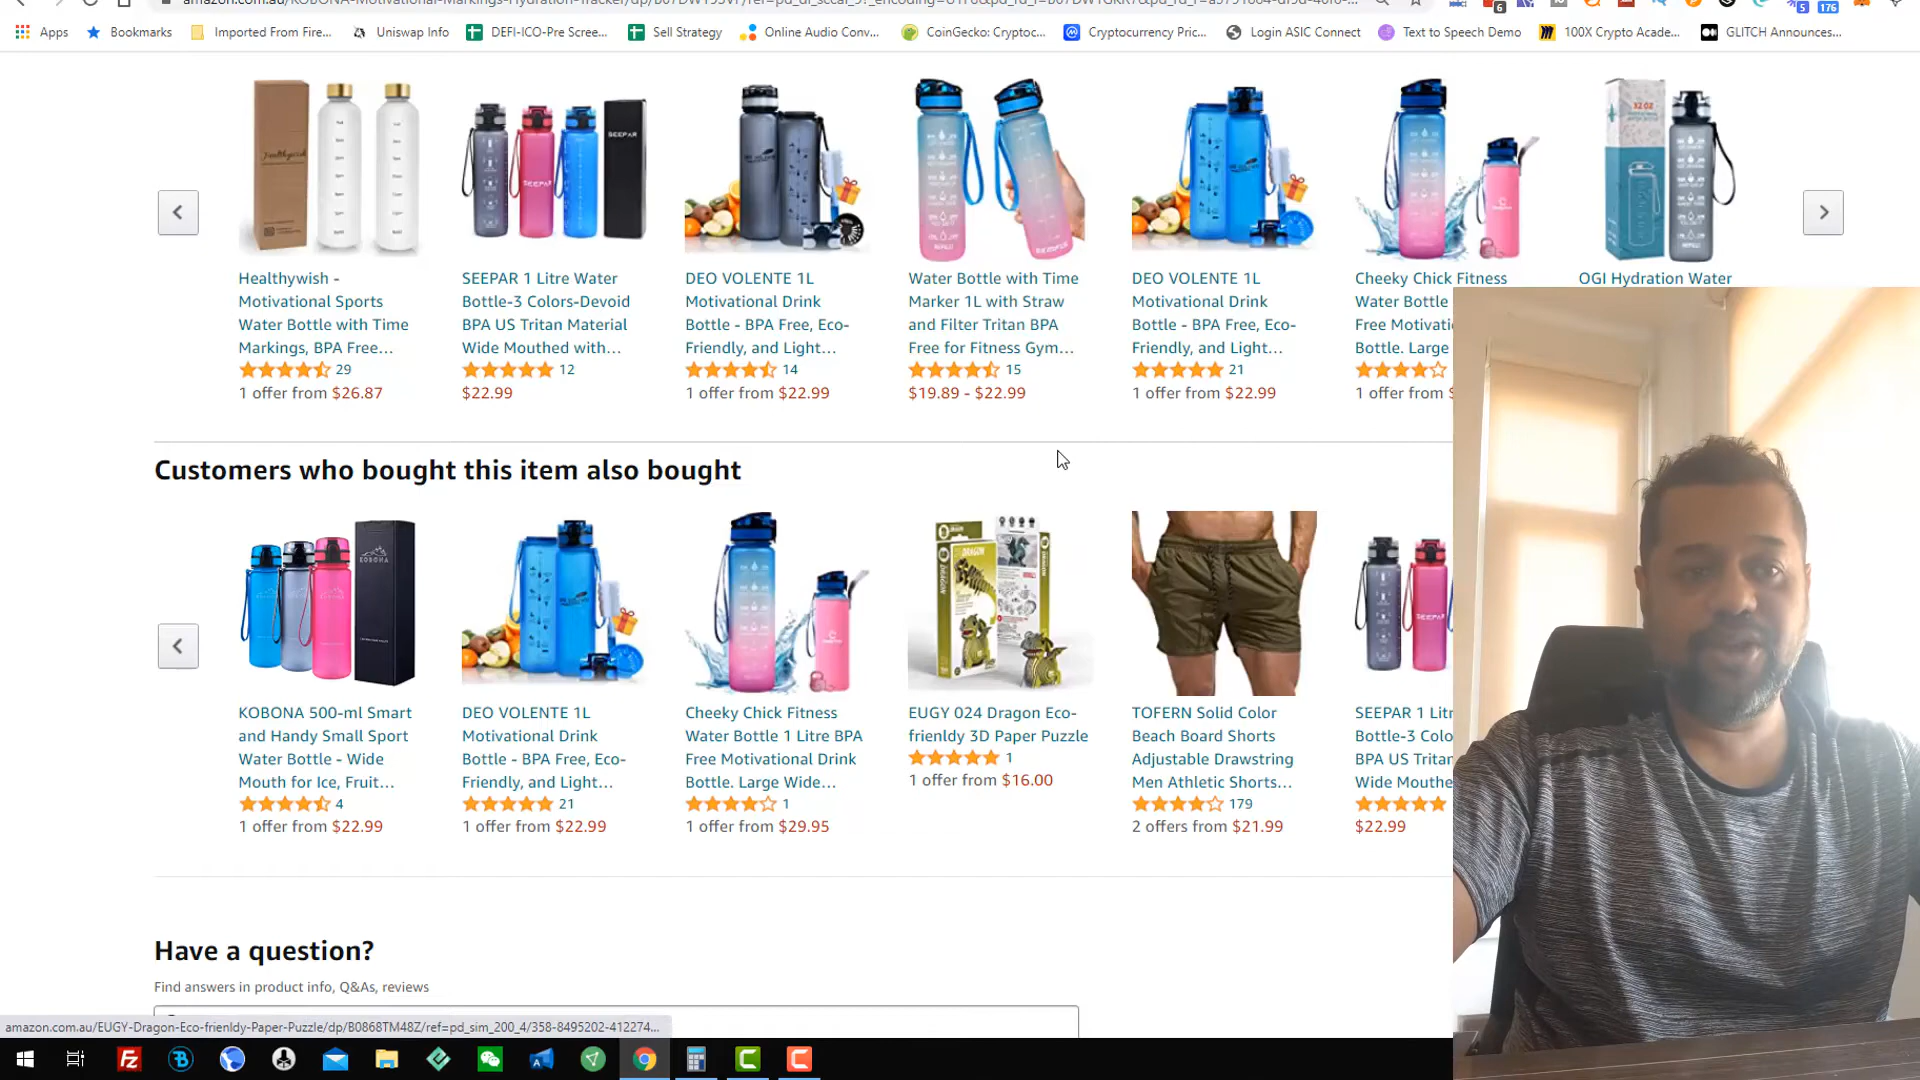 Apps
Bookmarks
Imported From Fire...
Uniswap Info
DEFI-ICO-Pre Scree...
Sell Strategy
Online Audio Conv...
CoinGecko: Cryptoc...
Cryptocurrency Pric...
Login ASIC Connect
Text to Speech Demo
100X Crypto Acade...
GLITCH Announces...
Healthywish -
Motivational Sports
Water Bottle with Time
Markings, BPA Free...
29
1 offer from $26.87
SEEPAR 1 Litre Water
Bottle-3 Colors-Devoid
BPA US Tritan Material
Wide Mouthed with...
12
$22.99
DEO VOLENTE 1L
Motivational Drink
Bottle - BPA Free, Eco-
Friendly, and Light...
14
1 offer from $22.99
Water Bottle with Time
Marker 1L with Straw
and Filter Tritan BPA
Free for Fitness Gym...
15
$19.89 - $22.99
DEO VOLENTE 1L
Motivational Drink
Bottle - BPA Free, Eco-
Friendly, and Light...
21
1 offer from $22.99
Cheeky Chick Fitness
Water Bottle
Free Motivati
Bottle. Large
1 offer from
OGI Hydration Water
Customers who bought this item also bought
KOBONA 500-ml Smart
and Handy Small Sport
Water Bottle - Wide
Mouth for Ice, Fruit...
4
1 offer from $22.99
DEO VOLENTE 1L
Motivational Drink
Bottle - BPA Free, Eco-
Friendly, and Light...
21
1 offer from $22.99
Cheeky Chick Fitness
Water Bottle 1 Litre BPA
Free Motivational Drink
Bottle. Large Wide...
1
1 offer from $29.95
EUGY 024 Dragon Eco-
frienldy 3D Paper Puzzle
1
1 offer from $16.00
TOFERN Solid Color
Beach Board Shorts
Adjustable Drawstring
Men Athletic Shorts...
179
2 offers from $21.99
SEEPAR 1 Litr
Bottle-3 Colo
BPA US Tritan
Wide Mouthe
$22.99
Have a question?
Find answers in product info, Q&As, reviews
amazon.com.au/EUGY-Dragon-Eco-frienldy-Paper-Puzzle/dp/B0868TM48Z/ref=pd_sim_200_4/358-8495202-412274...